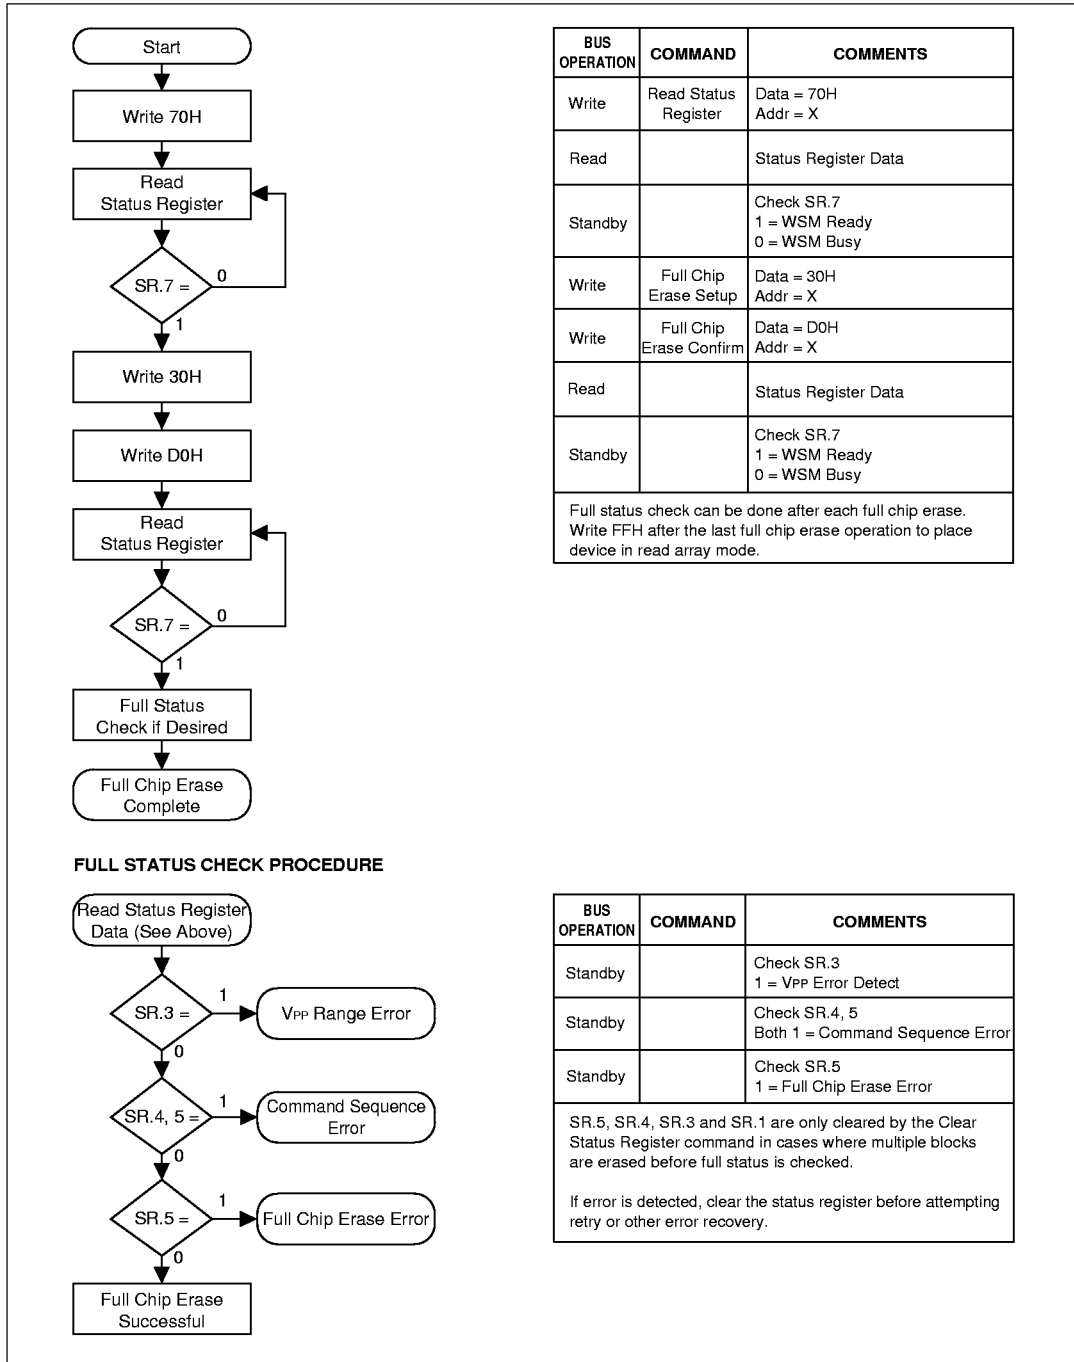 Start
Write 70H
Read
Status Register
SR.7 =
0
1
Write 30H
Write D0H
Read
Status Register
SR.7 =
0
1
Full Status
Check if Desired
Full Chip Erase
Complete
BUS
OPERATION
COMMAND
COMMENTS
Write
Read Status
Register
Data = 70H
Addr = X
Read
Status Register Data
Standby
Check SR.7
1 = WSM Ready
0 = WSM Busy
Write
Full Chip
Erase Setup
Data = 30H
Addr = X
Write
Full Chip
Erase Confirm
Data = D0H
Addr = X
Read
Status Register Data
Standby
Check SR.7
1 = WSM Ready
0 = WSM Busy
Full status check can be done after each full chip erase.
Write FFH after the last full chip erase operation to place
device in read array mode.
FULL STATUS CHECK PROCEDURE
Read Status Register
Data (See Above)
SR.3 =
1
VPP Range Error
0
SR.4, 5 =
1
Command Sequence
Error
0
SR.5 =
1
Full Chip Erase Error
0
Full Chip Erase
Successful
BUS
OPERATION
COMMAND
COMMENTS
Standby
Check SR.3
1 = VPP Error Detect
Standby
Check SR.4, 5
Both 1 = Command Sequence Error
Standby
Check SR.5
1 = Full Chip Erase Error
SR.5, SR.4, SR.3 and SR.1 are only cleared by the Clear
Status Register command in cases where multiple blocks
are erased before full status is checked.
If error is detected, clear the status register before attempting
retry or other error recovery.